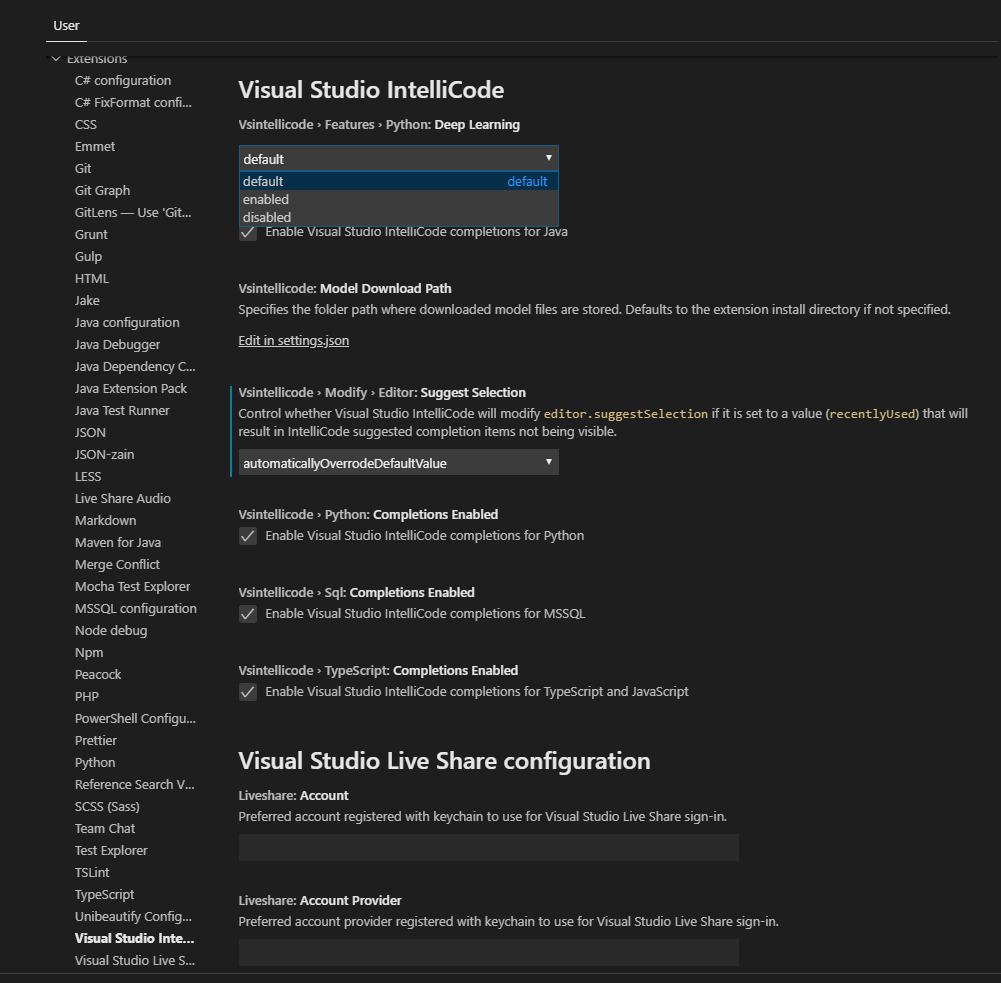 User
Extensions
C# configuration
C# FixFormat confi...
CSS
Emmet
Git
Git Graph
GitLens — Use 'Git...
Grunt
Gulp
HTML
Jake
Java configuration
Java Debugger
Java Dependency C...
Java Extension Pack
Java Test Runner
JSON
JSON-zain
LESS
Live Share Audio
Markdown
Maven for Java
Merge Conflict
Mocha Test Explorer
MSSQL configuration
Node debug
Npm
Peacock
PHP
PowerShell Configu...
Prettier
Python
Reference Search V...
SCSS (Sass)
Team Chat
Test Explorer
TSLint
TypeScript
Unibeautify Config...
Visual Studio Inte...
Visual Studio Live S...
Visual Studio IntelliCode
Vsintellicode › Features › Python: Deep Learning
default
default default
enabled
disabled
Enable Visual Studio IntelliCode completions for Java
Vsintellicode: Model Download Path
Specifies the folder path where downloaded model files are stored. Defaults to the extension install directory if not specified.
Edit in settings.json
Vsintellicode › Modify › Editor: Suggest Selection
Control whether Visual Studio IntelliCode will modify editor.suggestSelection if it is set to a value (recentlyUsed) that will
result in IntelliCode suggested completion items not being visible.
automaticallyOverrodeDefaultValue
Vsintellicode › Python: Completions Enabled
Enable Visual Studio IntelliCode completions for Python
Vsintellicode › Sql: Completions Enabled
Enable Visual Studio IntelliCode completions for MSSQL
Vsintellicode › TypeScript: Completions Enabled
Enable Visual Studio IntelliCode completions for TypeScript and JavaScript
Visual Studio Live Share configuration
Liveshare: Account
Preferred account registered with keychain to use for Visual Studio Live Share sign-in.
Liveshare: Account Provider
Preferred account provider registered with keychain to use for Visual Studio Live Share sign-in.